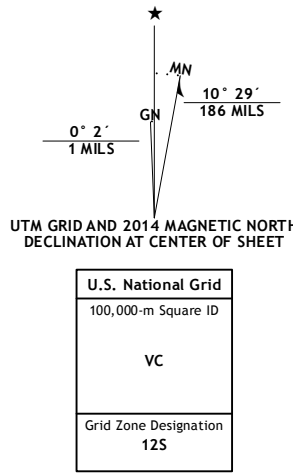 MN
GN
10° 29´
186 MILS
0° 2´
1 MILS
UTM GRID AND 2014 MAGNETIC NORTH
DECLINATION AT CENTER OF SHEET
U.S. National Grid
100,000-m Square ID
VC
Grid Zone Designation
12S